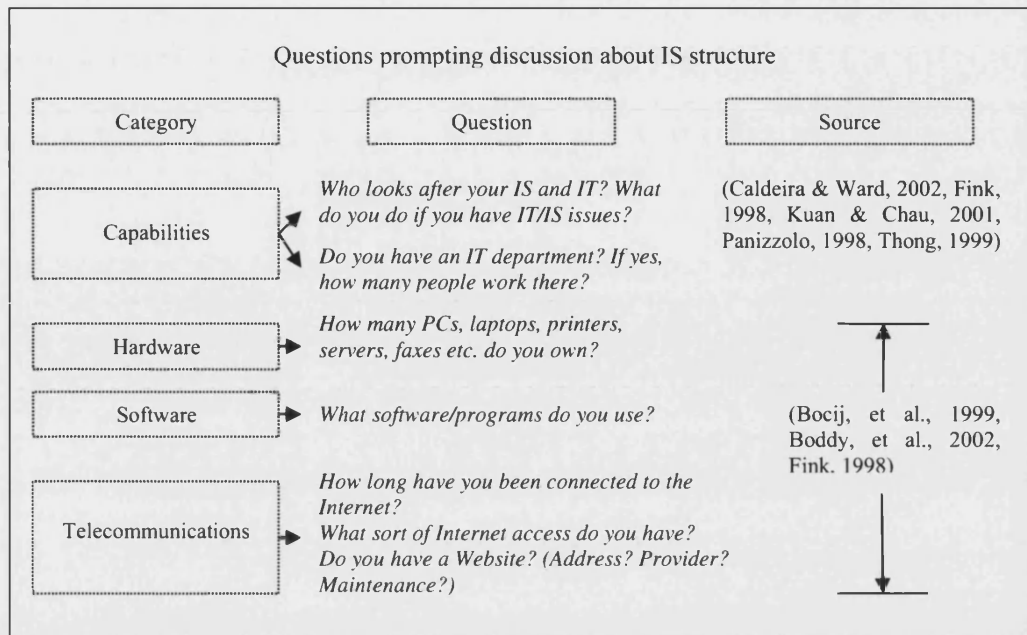 Questions prompting discussion about IS structure
Category
Question
Source
Capabilities
Who looks after your IS and IT? What
do you do if you have IT/IS issues?
Do you have an IT department? If yes,
how many people work there?
(Caldeira & Ward, 2002, Fink,
1998, Kuan & Chau, 2001,
Panizzolo, 1998, Thong, 1999)
Hardware
How many PCs, laptops, printers,
servers, faxes etc. do you own?
Software
What software/programs do you use?
(Bocij, et al., 1999,
Boddy, et al., 2002,
Fink. 1998)
Telecommunications
How long have you been connected to the
Internet?
What sort of Internet access do you have?
Do you have a Website? (Address? Provider?
Maintenance?)